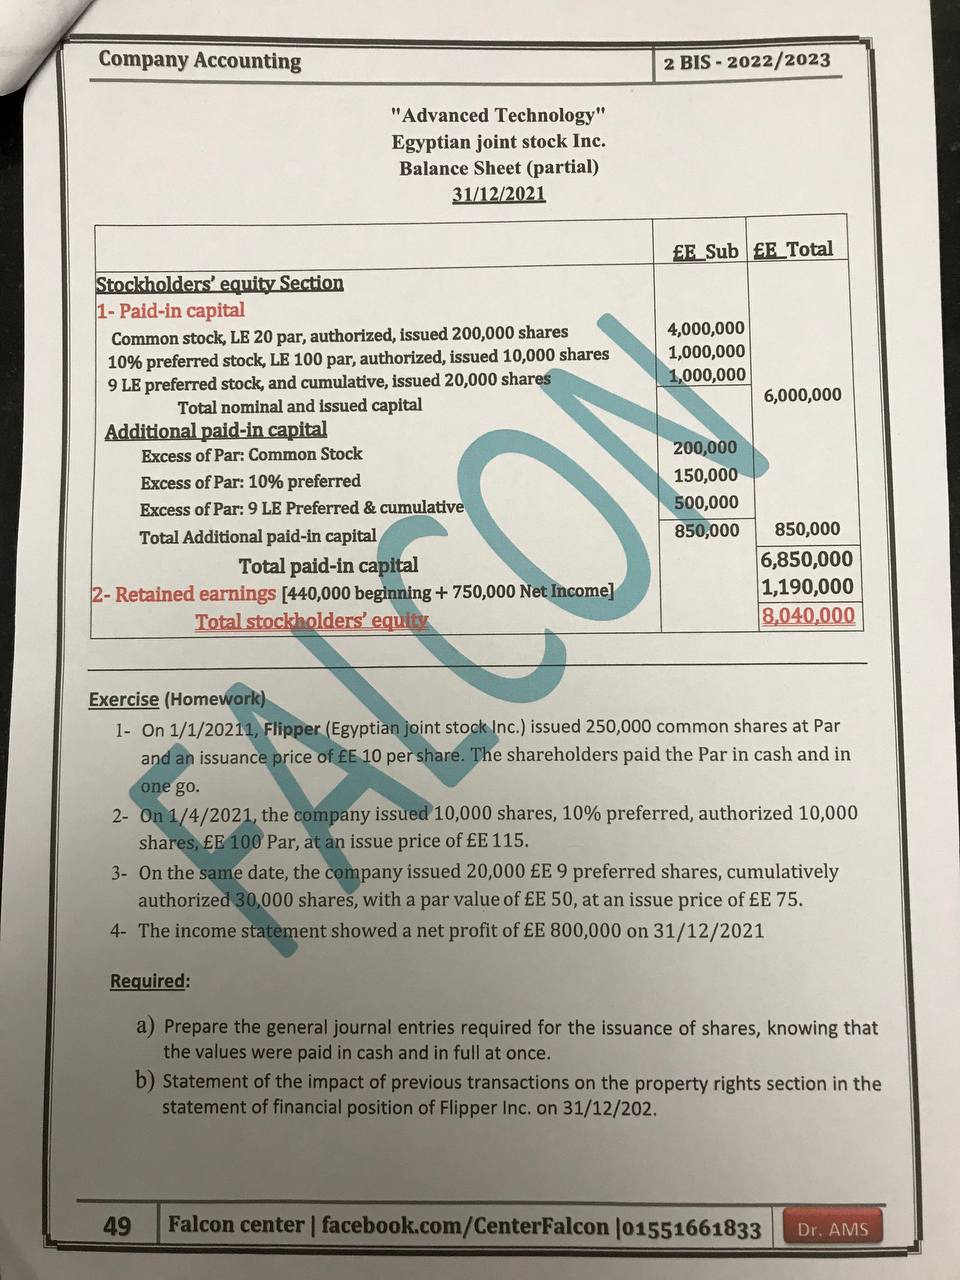 Company Accounting
2 BIS - 2022/2023
"Advanced Technology"
Egyptian joint stock Inc.
Balance Sheet (partial)
31/12/2021
£E_Sub £E_Total
Stockholders' equity Section
1- Paid-in capital
Common stock, LE 20 par, authorized, issued 200,000 shares 4,000,000
10% preferred stock, LE 100 par, authorized, issued 10,000 shares 1,000,000
9 LE preferred stock, and cumulative, issued 20,000 shares 1,000,000
Total nominal and issued capital 6,000,000
Additional paid-in capital
Excess of Par: Common Stock 200,000
Excess of Par: 10% preferred 150,000
Excess of Par: 9 LE Preferred & cumulative 500,000
Total Additional paid-in capital 850,000 850,000
Total paid-in capital 6,850,000
2- Retained earnings [440,000 beginning + 750,000 Net Income] 1,190,000
Total stockholders' equity 8,040,000
FALCON
Exercise (Homework)
1- On 1/1/20211, Flipper (Egyptian joint stock Inc.) issued 250,000 common shares at Par
and an issuance price of £E 10 per share. The shareholders paid the Par in cash and in
one go.
2- On 1/4/2021, the company issued 10,000 shares, 10% preferred, authorized 10,000
shares, £E 100 Par, at an issue price of £E 115.
3- On the same date, the company issued 20,000 £E 9 preferred shares, cumulatively
authorized 30,000 shares, with a par value of £E 50, at an issue price of £E 75.
4- The income statement showed a net profit of £E 800,000 on 31/12/2021
Required:
a) Prepare the general journal entries required for the issuance of shares, knowing that
the values were paid in cash and in full at once.
b) Statement of the impact of previous transactions on the property rights section in the
statement of financial position of Flipper Inc. on 31/12/202.
49 Falcon center | facebook.com/CenterFalcon |01551661833 Dr. AMS